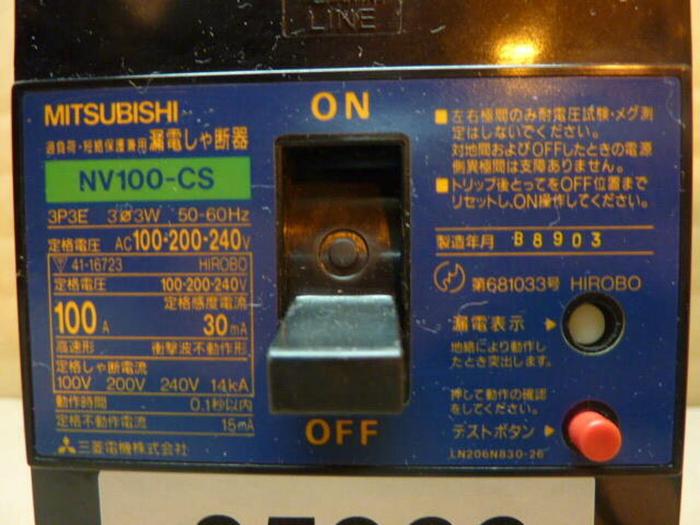 LINE
MITSUBISHI
過負荷・短絡保護兼用漏電しゃ断器
NV100-CS
3P3E 3ø3W 50-60Hz
定格電圧 AC100-200-240V
▽ 41-16723 HIROBO
定格電圧 100-200-240V
定格感度電流
100A 30mA
高速形 衝撃波不動作形
定格しゃ断電流
100V 200V 240V 14kA
動作時間 0.1秒以内
定格不動作電流 15mA
三菱電機株式会社
ON
OFF
■左右極間のみ耐電圧試験・メグ測
定はしないでください。
対地間およびOFFしたときの電源
側異極間は支障ありません。
■トリップ後とってをOFF位置まで
リセットし、ON操作してください。
製造年月 B8903
第681033号 HIROBO
漏電表示 ▶
地絡により動作し
たとき突出します。
押して動作の確認
をしてください。
テストボタン ▶
LN206N830-26